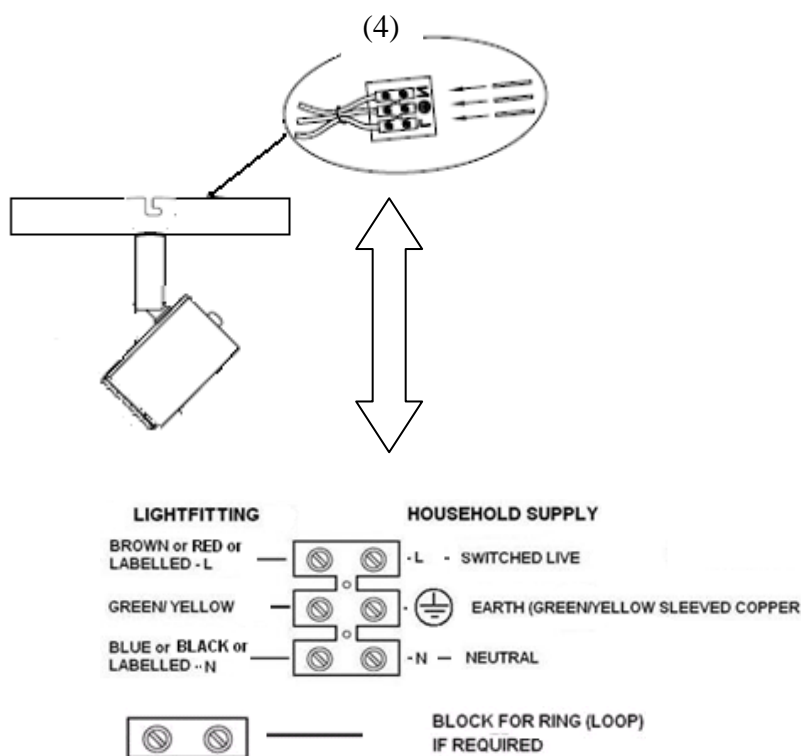 (4)
N
L
LIGHTFITTING HOUSEHOLD SUPPLY
BROWN or RED or
LABELLED - L
- L - SWITCHED LIVE
GREEN/ YELLOW
EARTH (GREEN/YELLOW SLEEVED COPPER
BLUE or BLACK or
LABELLED - N
- N — NEUTRAL
BLOCK FOR RING (LOOP)
IF REQUIRED